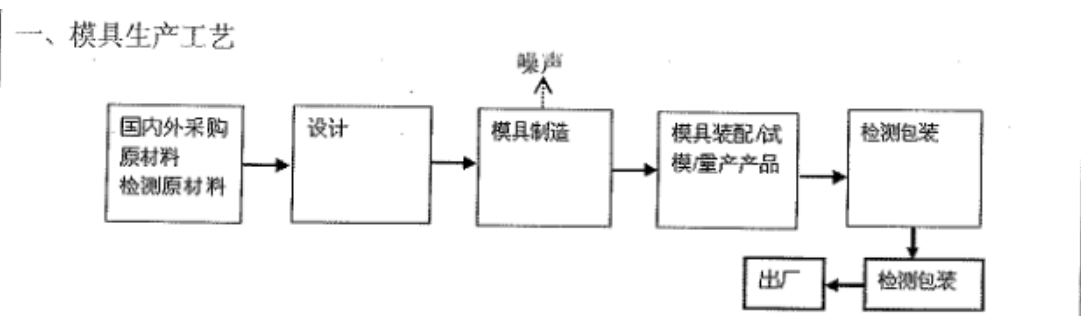 一、模具生产工艺
噪声
国内外采购
原材料
检测原材料
设计
模具制造
模具装配/试
模/量产产品
检测包装
检测包装
出厂